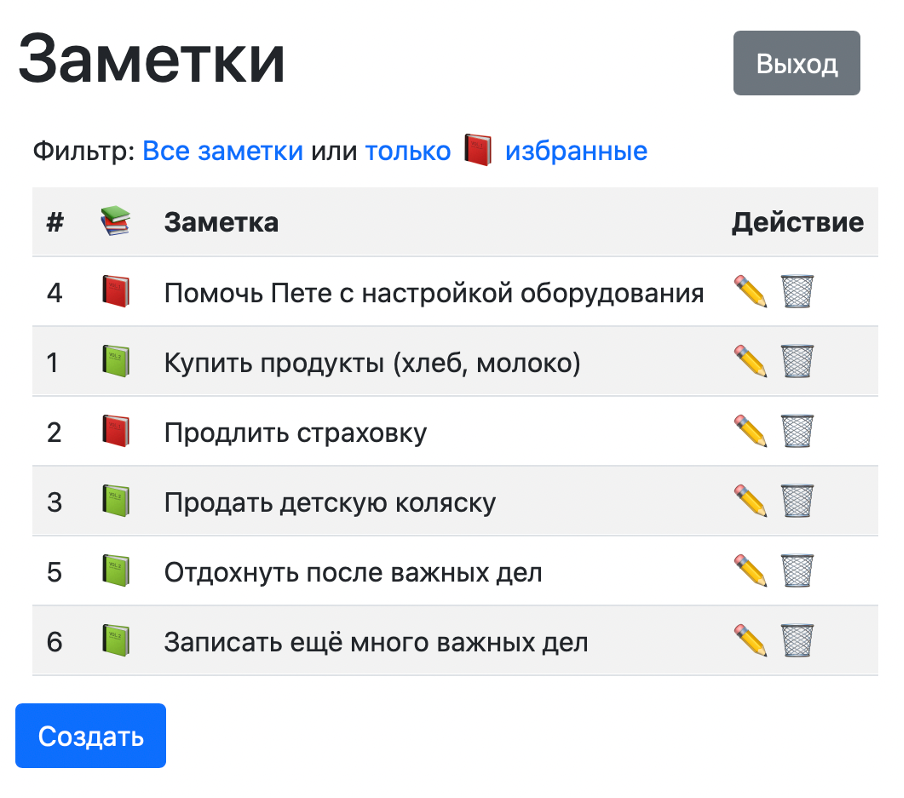 Заметки
Выход
Фильтр: Все заметки или только 📕 избранные
# 📚 Заметка Действие
4 📕 Помочь Пете с настройкой оборудования ✏️ 🗑️
1 📗 Купить продукты (хлеб, молоко) ✏️ 🗑️
2 📕 Продлить страховку ✏️ 🗑️
3 📗 Продать детскую коляску ✏️ 🗑️
5 📗 Отдохнуть после важных дел ✏️ 🗑️
6 📗 Записать ещё много важных дел ✏️ 🗑️
Создать